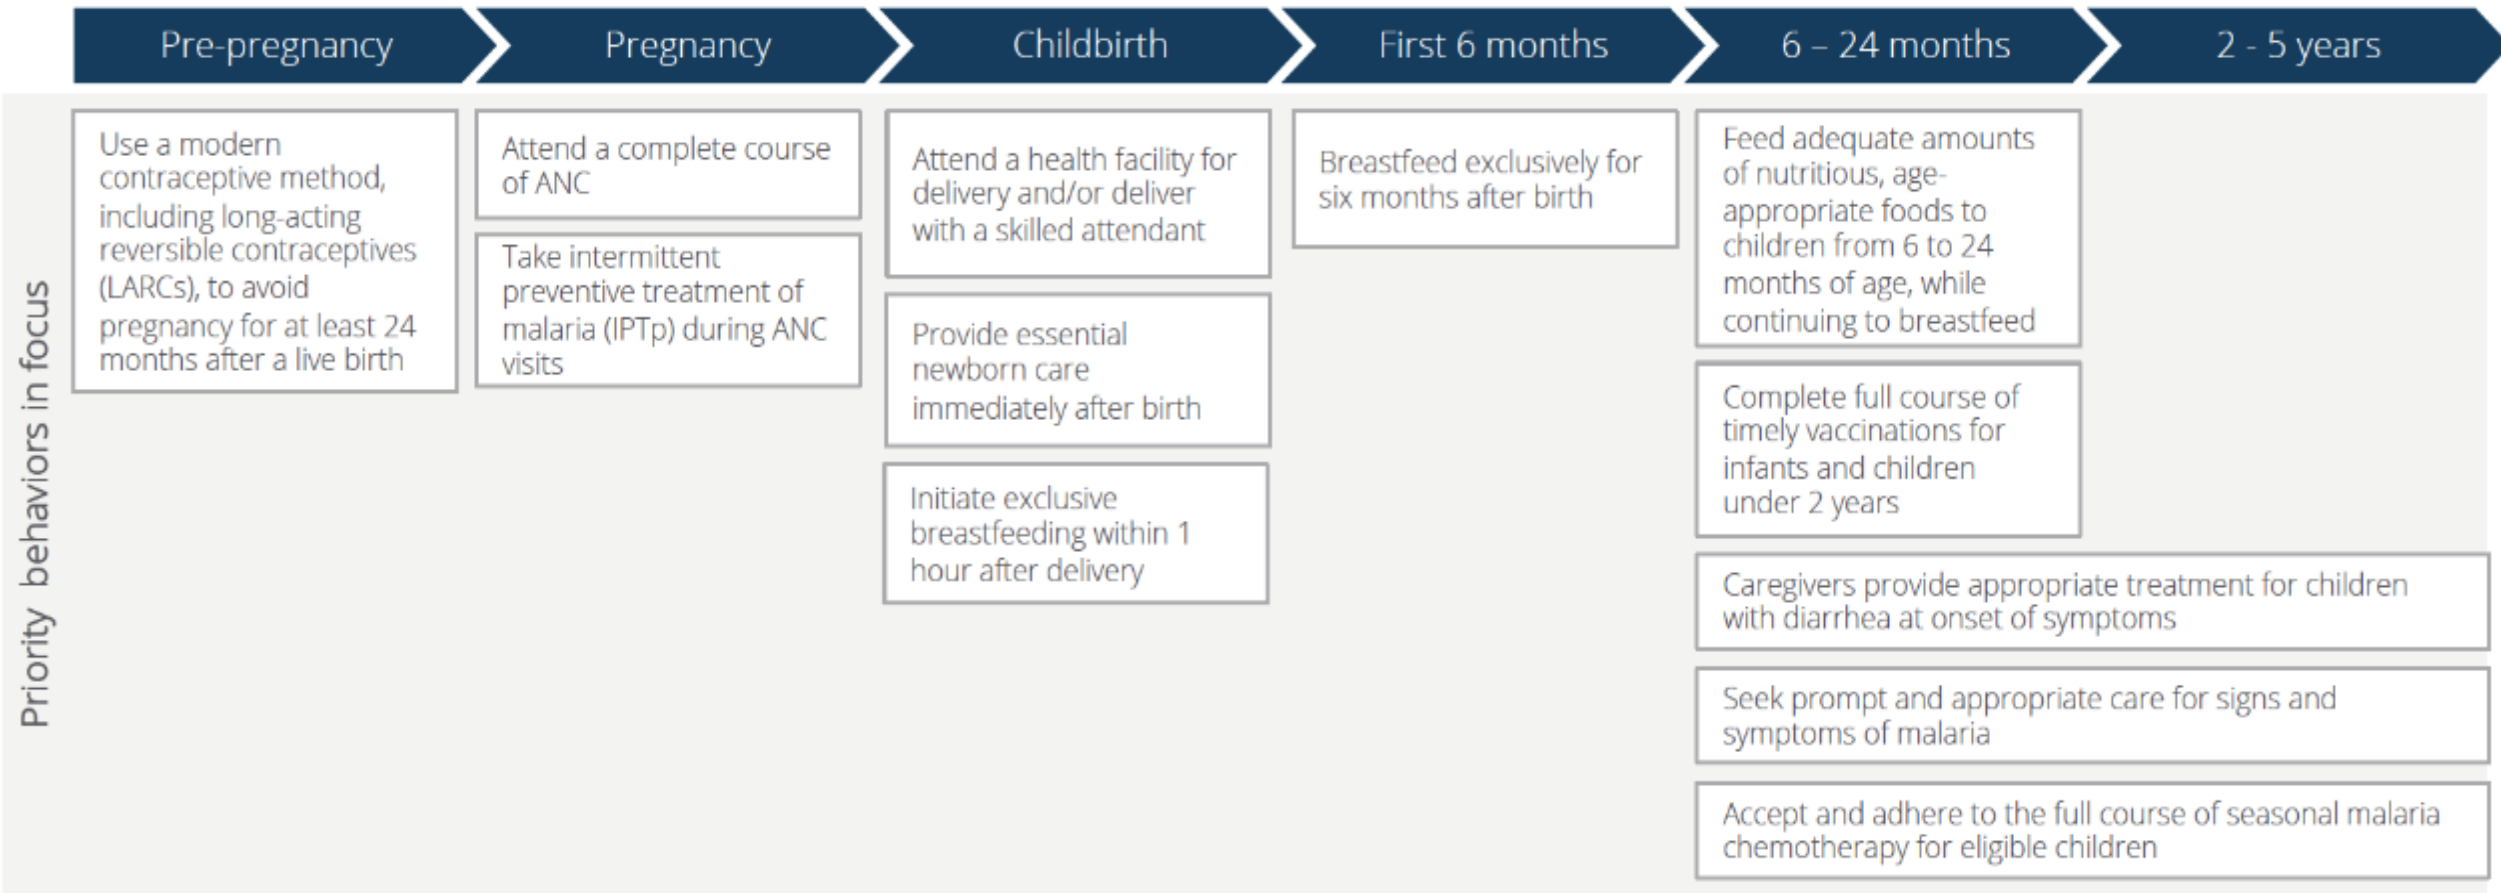 Pre-pregnancy
Pregnancy
Childbirth
First 6 months
6 – 24 months
2 - 5 years
Priority behaviors in focus
Use a modern
contraceptive method,
including long-acting
reversible contraceptives
(LARCs), to avoid
pregnancy for at least 24
months after a live birth
Attend a complete course
of ANC
Take intermittent
preventive treatment of
malaria (IPTp) during ANC
visits
Attend a health facility for
delivery and/or deliver
with a skilled attendant
Provide essential
newborn care
immediately after birth
Initiate exclusive
breastfeeding within 1
hour after delivery
Breastfeed exclusively for
six months after birth
Feed adequate amounts
of nutritious, age-
appropriate foods to
children from 6 to 24
months of age, while
continuing to breastfeed
Complete full course of
timely vaccinations for
infants and children
under 2 years
Caregivers provide appropriate treatment for children
with diarrhea at onset of symptoms
Seek prompt and appropriate care for signs and
symptoms of malaria
Accept and adhere to the full course of seasonal malaria
chemotherapy for eligible children